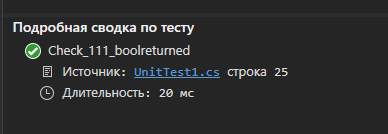 Подробная сводка по тесту
Check_111_boolreturned
Источник: UnitTest1.cs строка 25
Длительность: 20 мс